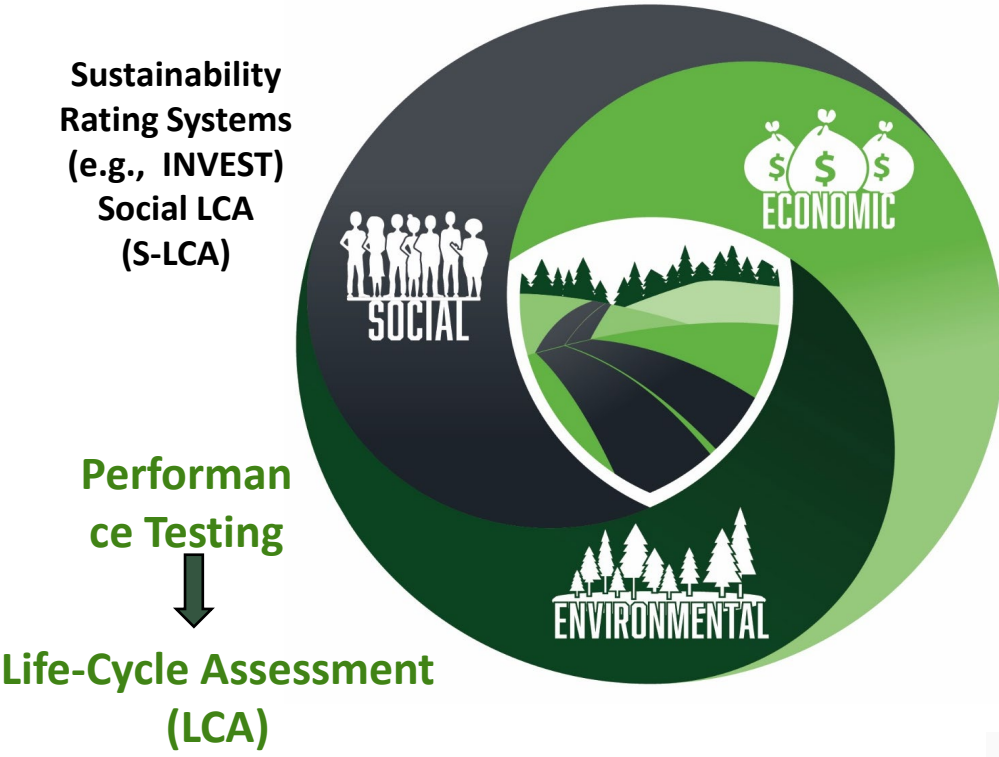 Sustainability
Rating Systems
(e.g., INVEST)
Social LCA
(S-LCA)
$ $ $
ECONOMIC
SOCIAL
Performan
ce Testing
ENVIRONMENTAL
Life-Cycle Assessment
(LCA)